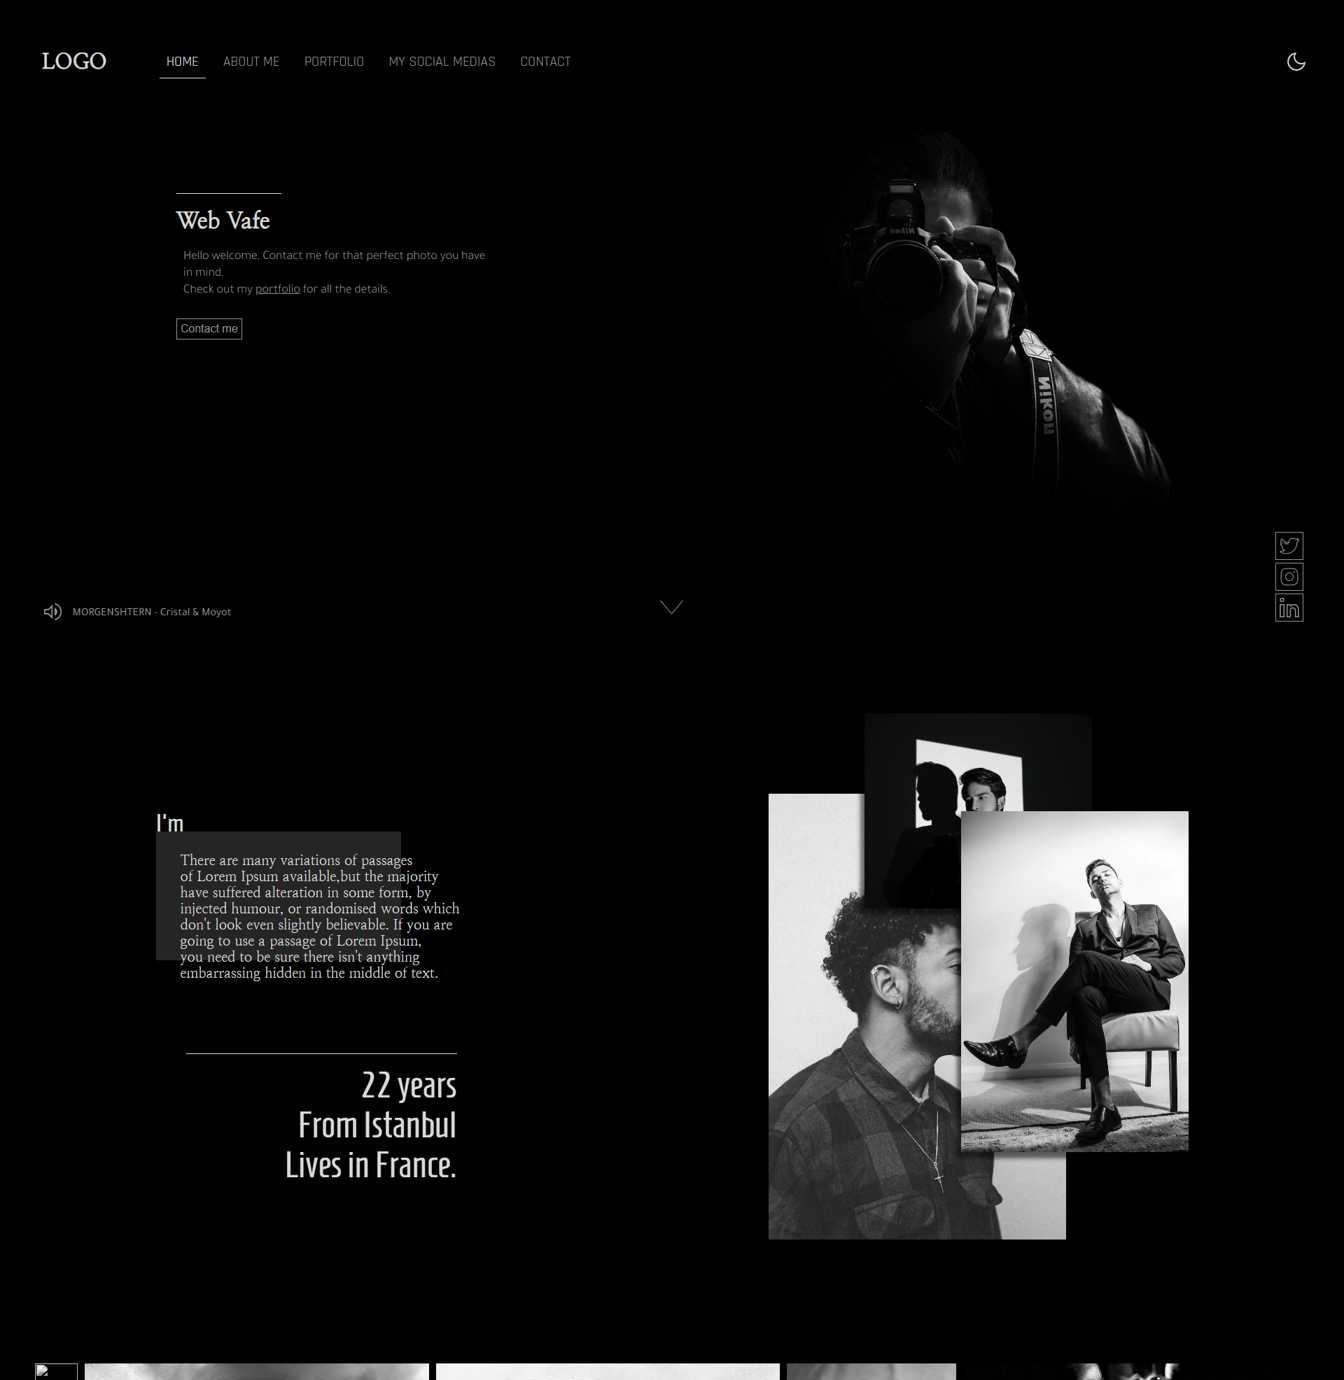 LOGO
HOME ABOUT ME PORTFOLIO MY SOCIAL MEDIAS CONTACT
Web Vafe
Hello welcome. Contact me for that perfect photo you have
in mind.
Check out my portfolio for all the details.
Contact me
Nikon
Nikon
MORGENSHTERN - Cristal & Moyot
in
I'm
There are many variations of passages
of Lorem Ipsum available,but the majority
have suffered alteration in some form, by
injected humour, or randomised words which
don't look even slightly believable. If you are
going to use a passage of Lorem Ipsum,
you need to be sure there isn't anything
embarrassing hidden in the middle of text.
22 years
From Istanbul
Lives in France.